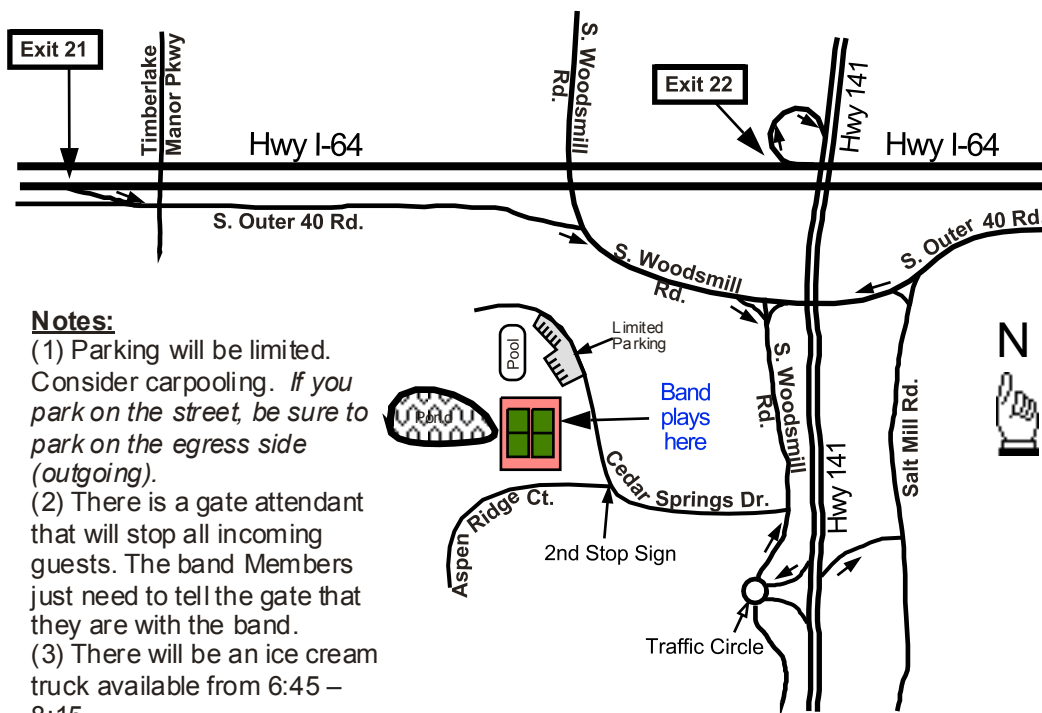 Exit 21
Timberlake
Manor Pkwy
Hwy I-64
S. Woodsmill
Rd.
Exit 22
Hwy 141
Hwy I-64
S. Outer 40 Rd.
S. Woodsmill
Rd.
S. Outer 40 Rd.
Notes:
(1) Parking will be limited.
Consider carpooling. If you
park on the street, be sure to
park on the egress side
(outgoing).
(2) There is a gate attendant
that will stop all incoming
guests. The band Members
just need to tell the gate that
they are with the band.
(3) There will be an ice cream
truck available from 6:45 –
8:15
Pool
Limited
Parking
Pond
Band
plays
here
S. Woodsmill
Rd.
Salt Mill Rd.
N
Cedar Springs Dr.
Aspen Ridge Ct.
2nd Stop Sign
Hwy 141
Traffic Circle